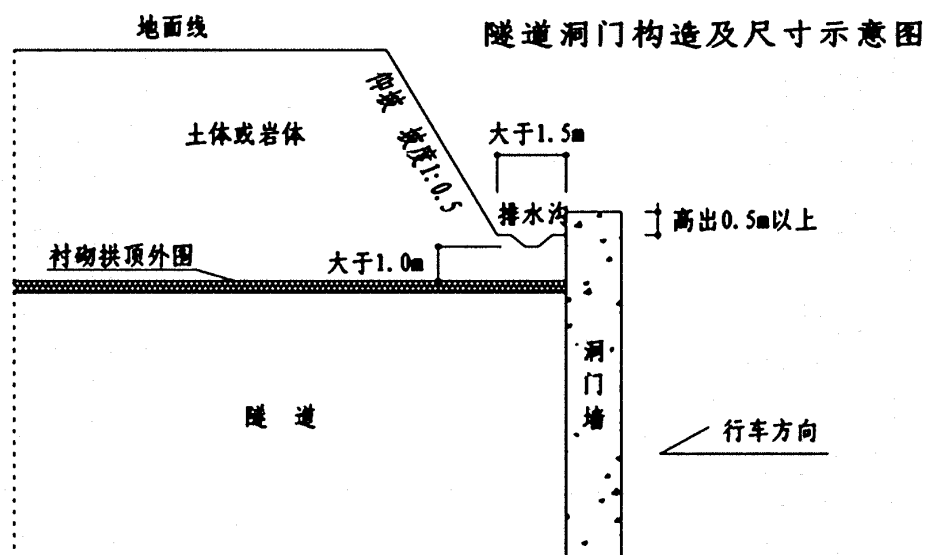 地面线
隧道洞门构造及尺寸示意图
仰坡 坡度1:0.5
土体或岩体
大于1.5m
排水沟
高出0.5m以上
衬砌拱顶外围
大于1.0m
洞门墙
隧 道
行车方向